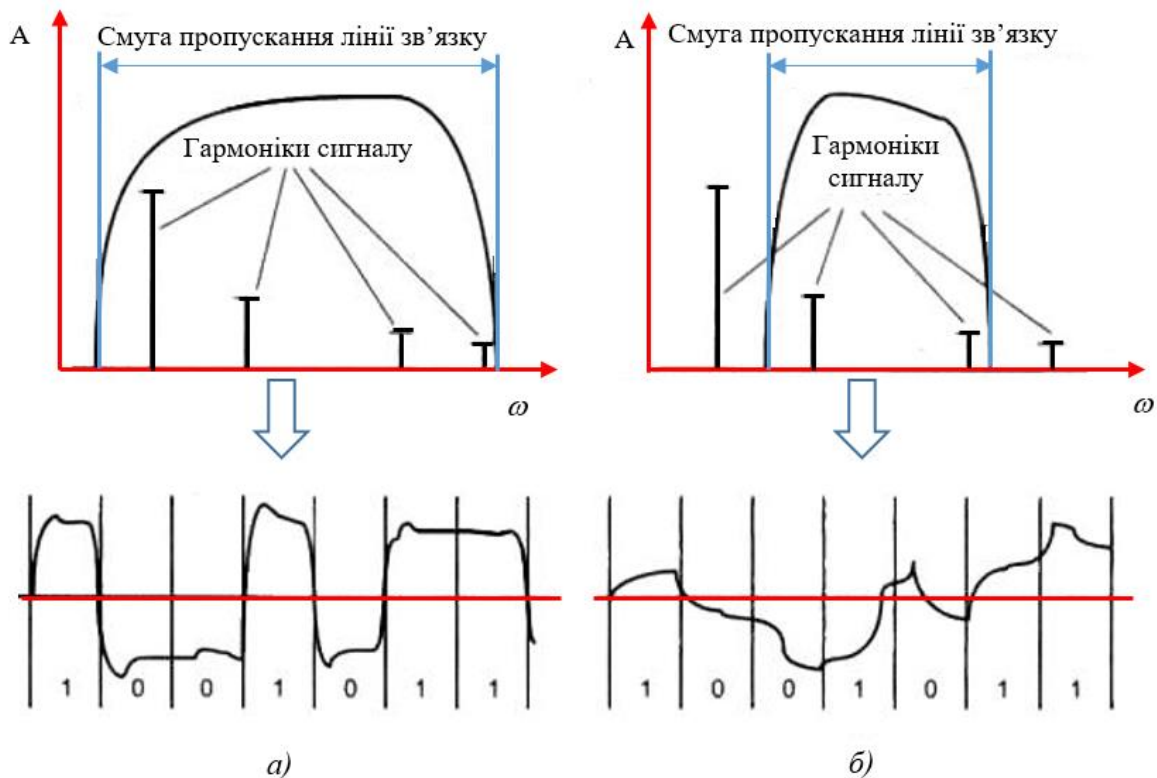 А
Смуга пропускання лінії зв’язку
Гармоніки сигналу
ω
А
Смуга пропускання лінії зв’язку
Гармоніки
сигналу
ω
1 0 0 1 0 1 1
1 0 0 1 0 1 1
а)
б)